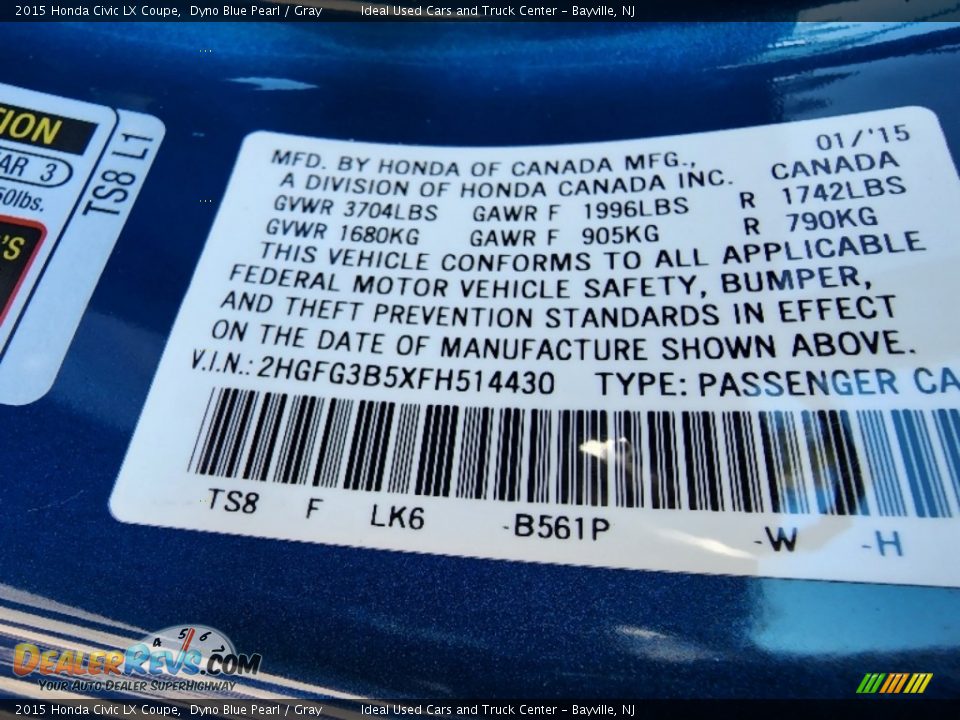 2015 Honda Civic LX Coupe, Dyno Blue Pearl / Gray Ideal Used Cars and Truck Center – Bayville, NJ
3
TS8 L1
01/'15
MFD. BY HONDA OF CANADA MFG.,
A DIVISION OF HONDA CANADA INC. CANADA
GVWR 3704LBS GAWR F 1996LBS R 1742LBS
GVWR 1680KG GAWR F 905KG R 790KG
THIS VEHICLE CONFORMS TO ALL APPLICABLE
FEDERAL MOTOR VEHICLE SAFETY, BUMPER,
AND THEFT PREVENTION STANDARDS IN EFFECT
ON THE DATE OF MANUFACTURE SHOWN ABOVE.
V.I.N.: 2HGFG3B5XFH514430 TYPE: PASSENGER CA
TS8 F LK6 -B561P -W -H
4 5 6
DEALERREVS.COM
YOUR AUTO DEALER SUPERHIGHWAY
2015 Honda Civic LX Coupe, Dyno Blue Pearl / Gray Ideal Used Cars and Truck Center – Bayville, NJ